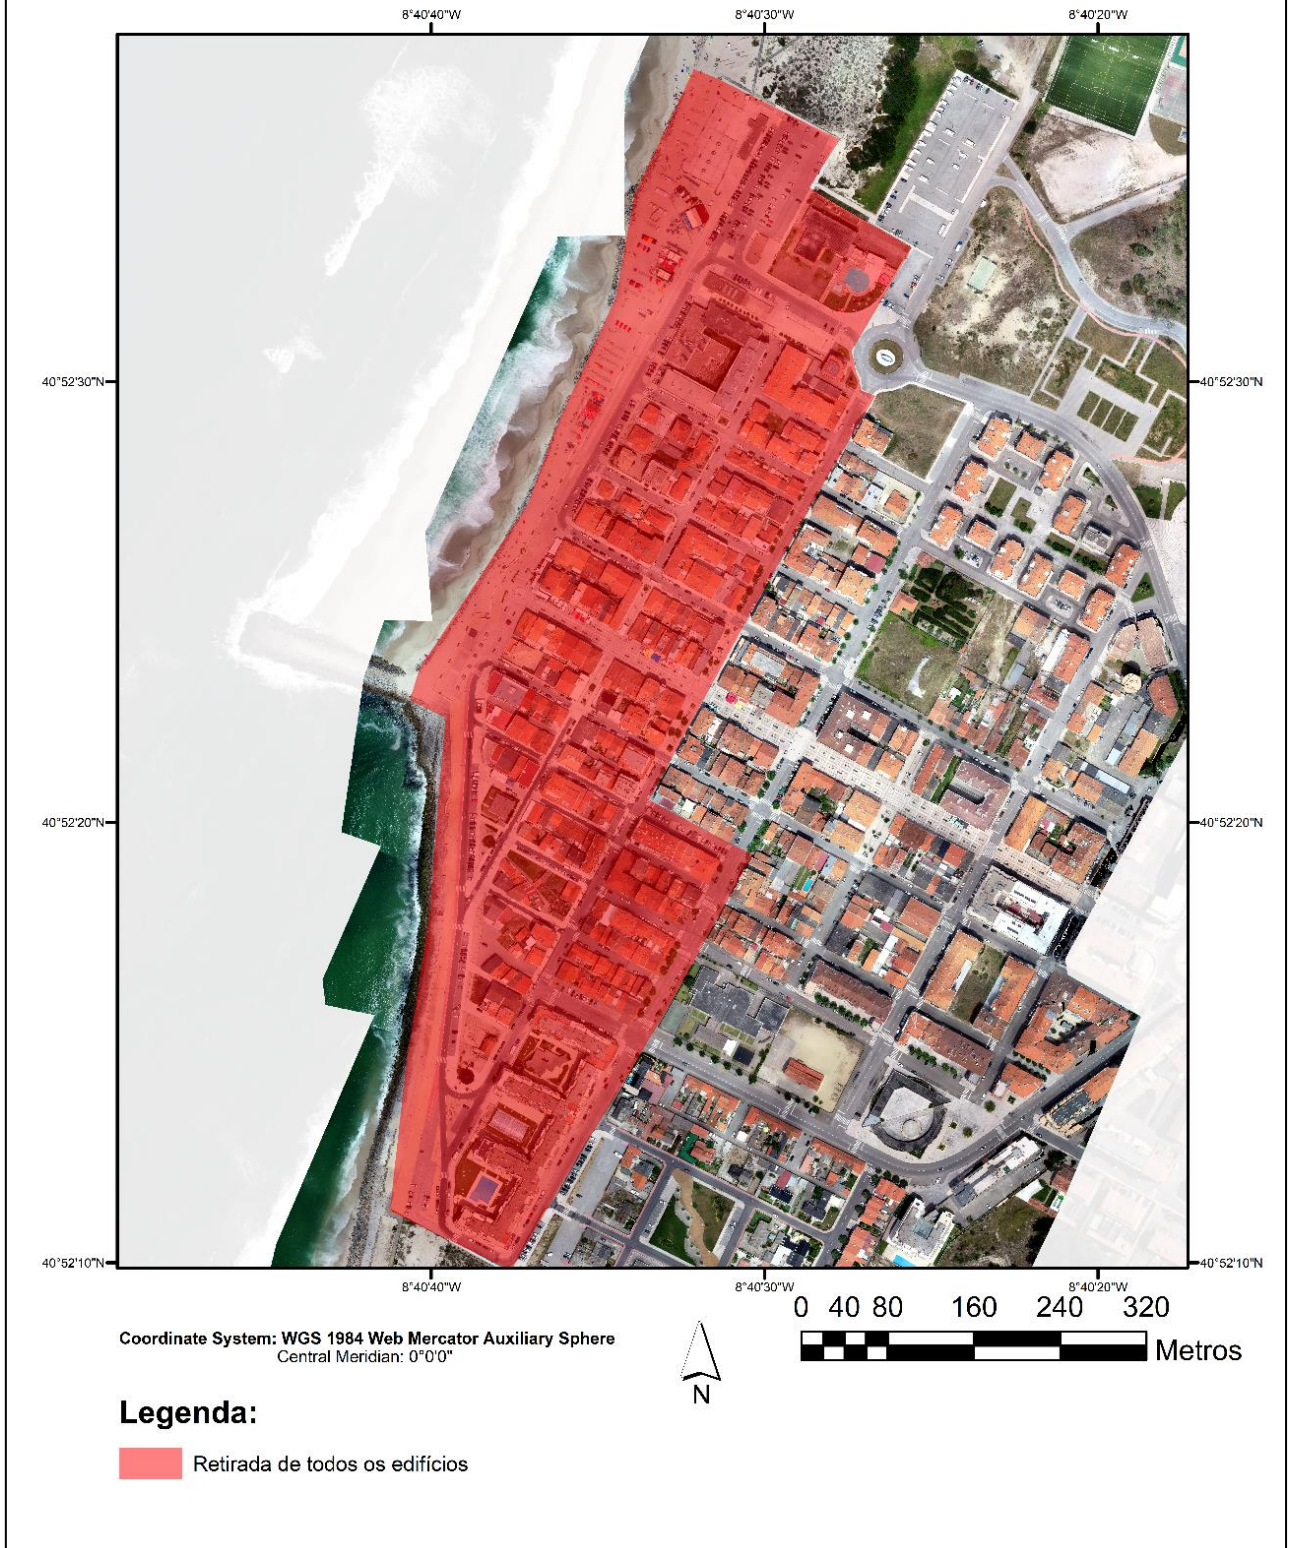 8°40'40"W 8°40'30"W 8°40'20"W
40°52'30"N 40°52'30"N
40°52'20"N 40°52'20"N
40°52'10"N 40°52'10"N
8°40'40"W 8°40'30"W 8°40'20"W
0 40 80 160 240 320
Metros
Coordinate System: WGS 1984 Web Mercator Auxiliary Sphere
Central Meridian: 0°0'0"
N
Legenda:
Retirada de todos os edifícios